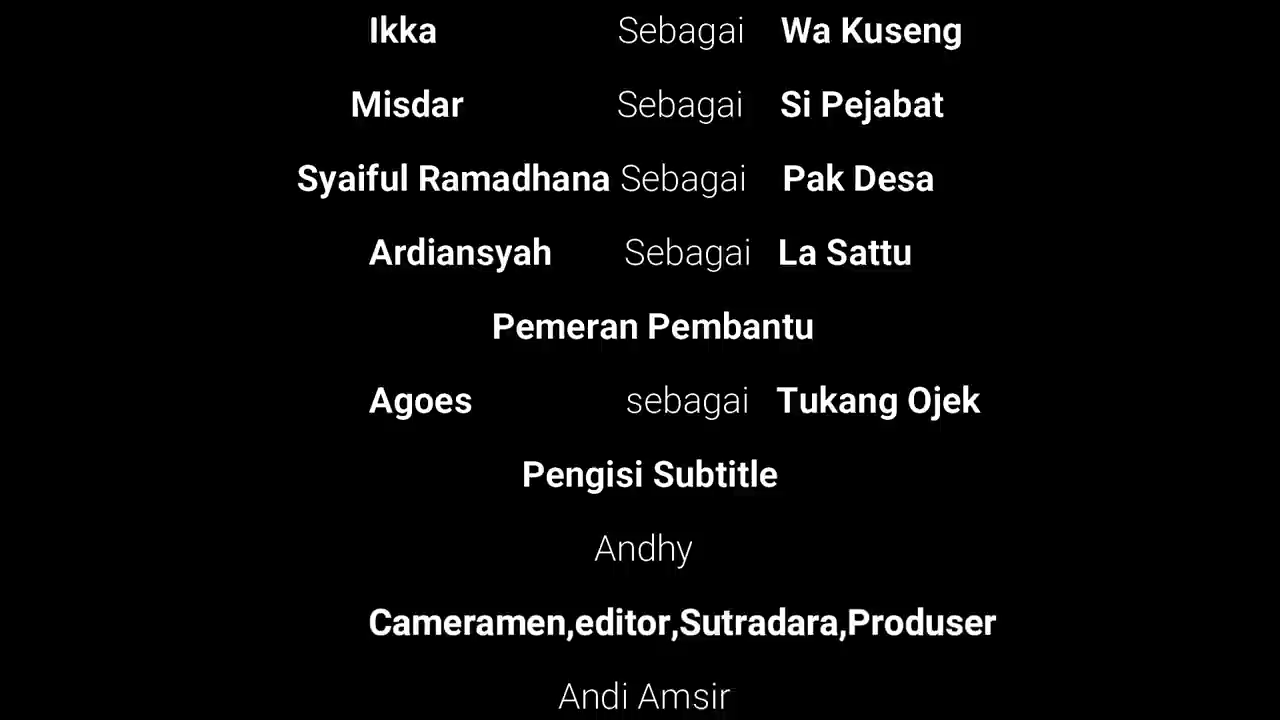 Ikka Sebagai Wa Kuseng
Misdar Sebagai Si Pejabat
Syaiful Ramadhana Sebagai Pak Desa
Ardiansyah Sebagai La Sattu
Pemeran Pembantu
Agoes sebagai Tukang Ojek
Pengisi Subtitle
Andhy
Cameramen,editor,Sutradara,Produser
Andi Amsir